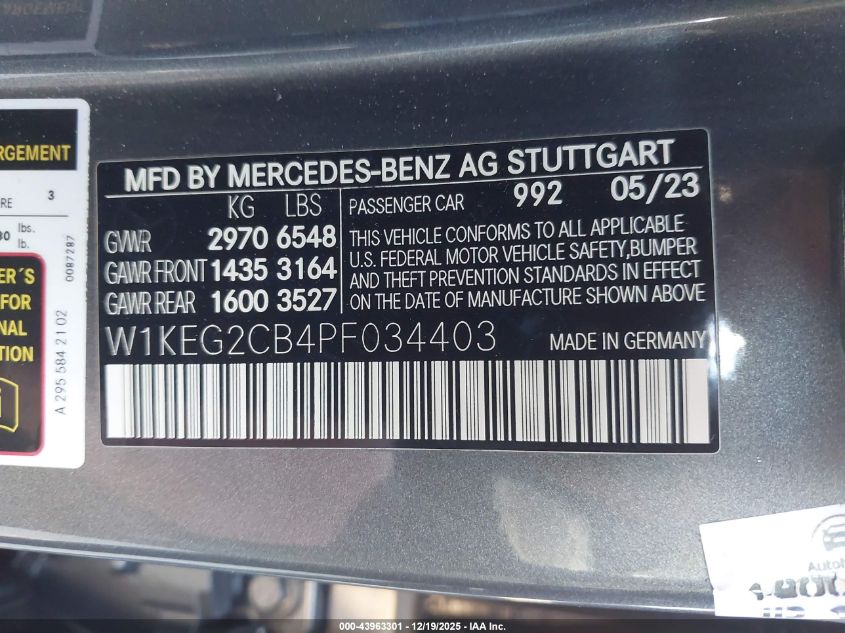 RGEMENT
RE 3
30 lbs.
lb.
0087287
R´S
FOR
NAL
TION
A 295 584 21 02
MFD BY MERCEDES-BENZ AG STUTTGART
KG LBS
GVWR 2970 6548
GAWR FRONT 1435 3164
GAWR REAR 1600 3527
PASSENGER CAR 992 05/23
THIS VEHICLE CONFORMS TO ALL APPLICABLE
U.S. FEDERAL MOTOR VEHICLE SAFETY,BUMPER
AND THEFT PREVENTION STANDARDS IN EFFECT
ON THE DATE OF MANUFACTURE SHOWN ABOVE
W1KEG2CB4PF034403 MADE IN GERMANY
000-43963301 - 12/19/2025 - IAA Inc.